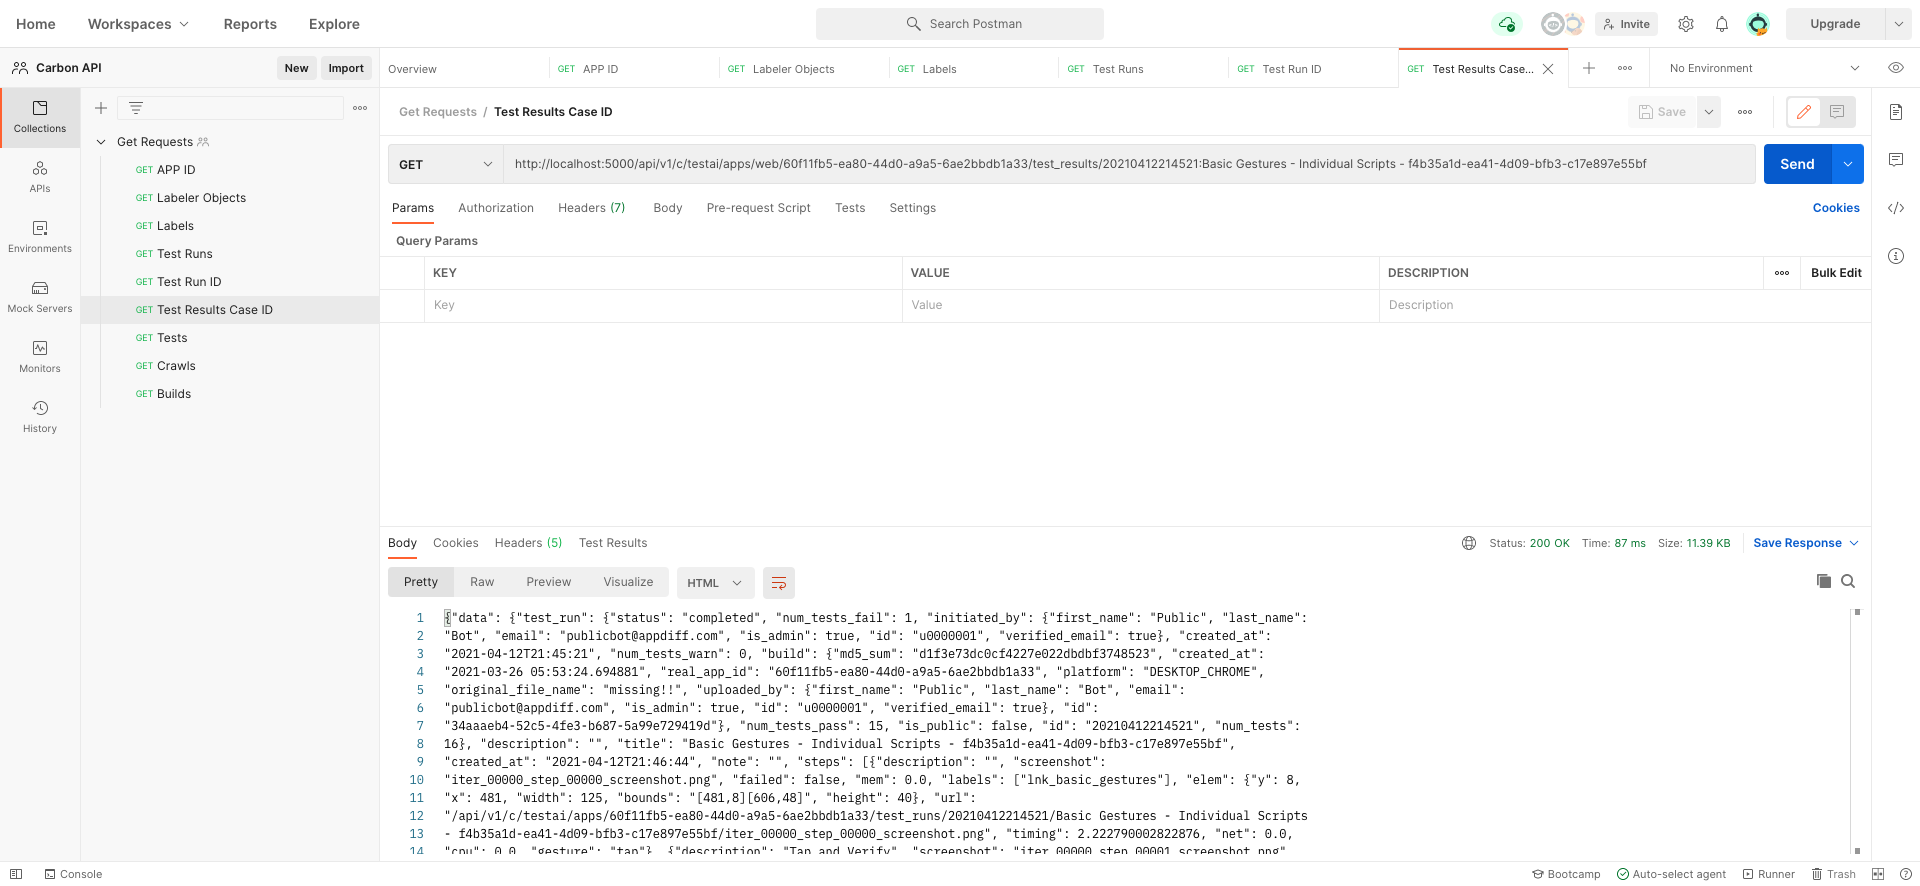 Home Workspaces Reports Explore
Search Postman
Invite
Upgrade
Carbon API New Import
Overview GET APP ID GET Labeler Objects GET Labels GET Test Runs GET Test Run ID GET Test Results Case... No Environment
Collections
APIs
Environments
Mock Servers
Monitors
History
Get Requests
GET APP ID
GET Labeler Objects
GET Labels
GET Test Runs
GET Test Run ID
GET Test Results Case ID
GET Tests
GET Crawls
GET Builds
Get Requests / Test Results Case ID
Save
GET http://localhost:5000/api/v1/c/testai/apps/web/60f11fb5-ea80-44d0-a9a5-6ae2bbdb1a33/test_results/20210412214521:Basic Gestures - Individual Scripts - f4b35a1d-ea41-4d09-bfb3-c17e897e55bf Send
Params Authorization Headers (7) Body Pre-request Script Tests Settings Cookies
Query Params
KEY VALUE DESCRIPTION Bulk Edit
Key Value Description
Body Cookies Headers (5) Test Results Status: 200 OK Time: 87 ms Size: 11.39 KB Save Response
Pretty Raw Preview Visualize HTML
1 {"data": {"test_run": {"status": "completed", "num_tests_fail": 1, "initiated_by": {"first_name": "Public", "last_name":
2 "Bot", "email": "publicbot@appdiff.com", "is_admin": true, "id": "u0000001", "verified_email": true}, "created_at":
3 "2021-04-12T21:45:21", "num_tests_warn": 0, "build": {"md5_sum": "d1f3e73dc0cf4227e022dbdbf3748523", "created_at":
4 "2021-03-26 05:53:24.694881", "real_app_id": "60f11fb5-ea80-44d0-a9a5-6ae2bbdb1a33", "platform": "DESKTOP_CHROME",
5 "original_file_name": "missing!!", "uploaded_by": {"first_name": "Public", "last_name": "Bot", "email":
6 "publicbot@appdiff.com", "is_admin": true, "id": "u0000001", "verified_email": true}, "id":
7 "34aaaeb4-52c5-4fe3-b687-5a99e729419d"}, "num_tests_pass": 15, "is_public": false, "id": "20210412214521", "num_tests":
8 16}, "description": "", "title": "Basic Gestures - Individual Scripts - f4b35a1d-ea41-4d09-bfb3-c17e897e55bf",
9 "created_at": "2021-04-12T21:46:44", "note": "", "steps": [{"description": "", "screenshot":
10 "iter_00000_step_00000_screenshot.png", "failed": false, "mem": 0.0, "labels": ["lnk_basic_gestures"], "elem": {"y": 8,
11 "x": 481, "width": 125, "bounds": "[481,8][606,48]", "height": 40}, "url":
12 "/api/v1/c/testai/apps/60f11fb5-ea80-44d0-a9a5-6ae2bbdb1a33/test_runs/20210412214521/Basic Gestures - Individual Scripts
13 - f4b35a1d-ea41-4d09-bfb3-c17e897e55bf/iter_00000_step_00000_screenshot.png", "timing": 2.222790002822876, "net": 0.0,
14 "cpu": 0.0, "gesture": "tap"}, {"description": "Tap and Verify", "screenshot": "iter_00000_step_00001_screenshot.png",
Console Bootcamp Auto-select agent Runner Trash